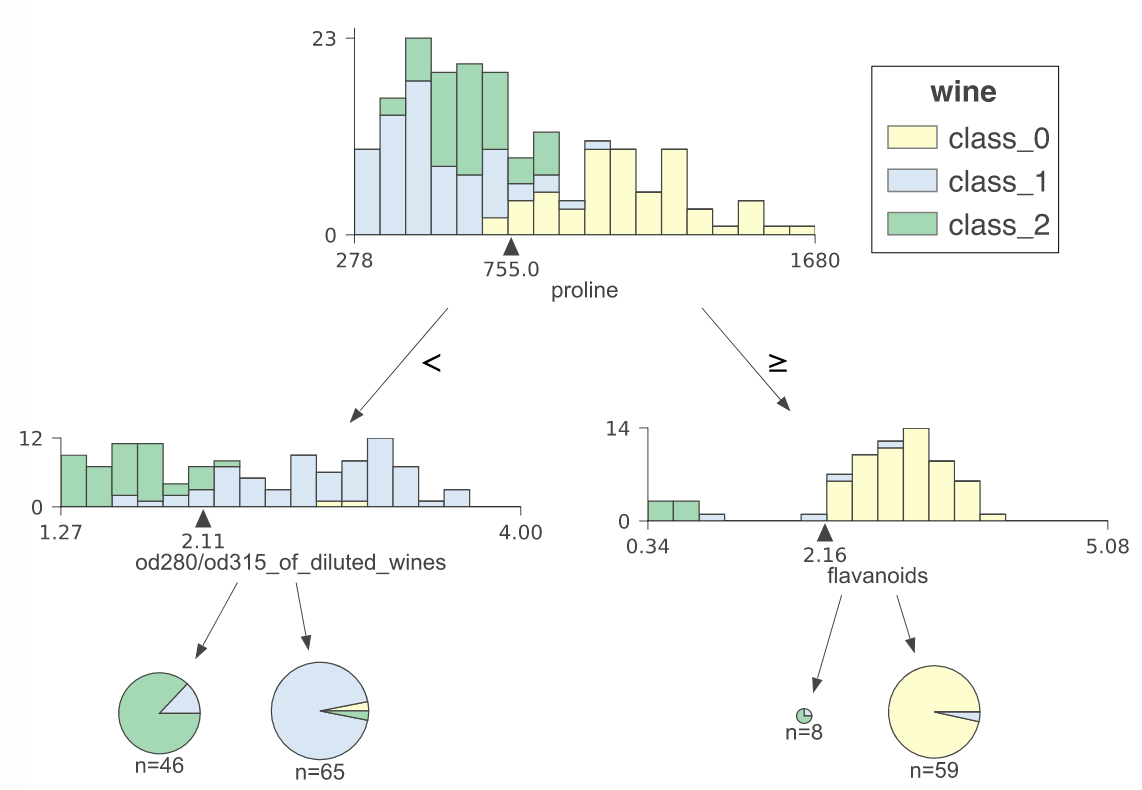 23
0
278
755.0
1680
proline
wine
class_0
class_1
class_2
<
≥
12
0
1.27
2.11
4.00
od280/od315_of_diluted_wines
14
0
0.34
2.16
5.08
flavanoids
n=46
n=65
n=8
n=59